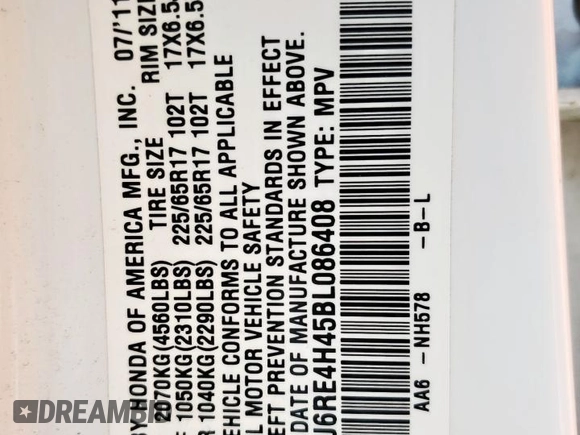 BY HONDA OF AMERICA MFG., INC. 07/'11
2070KG(4560LBS) TIRE SIZE RIM SIZE
1050KG(2310LBS) 225/65R17 102T 17X6.5
1040KG(2290LBS) 225/65R17 102T 17X6.5
VEHICLE CONFORMS TO ALL APPLICABLE
MOTOR VEHICLE SAFETY
PREVENTION STANDARDS IN EFFECT
DATE OF MANUFACTURE SHOWN ABOVE.
J6RE4H45BL086408 TYPE: MPV
AA6 -NH578 -B-L
DREAMBID